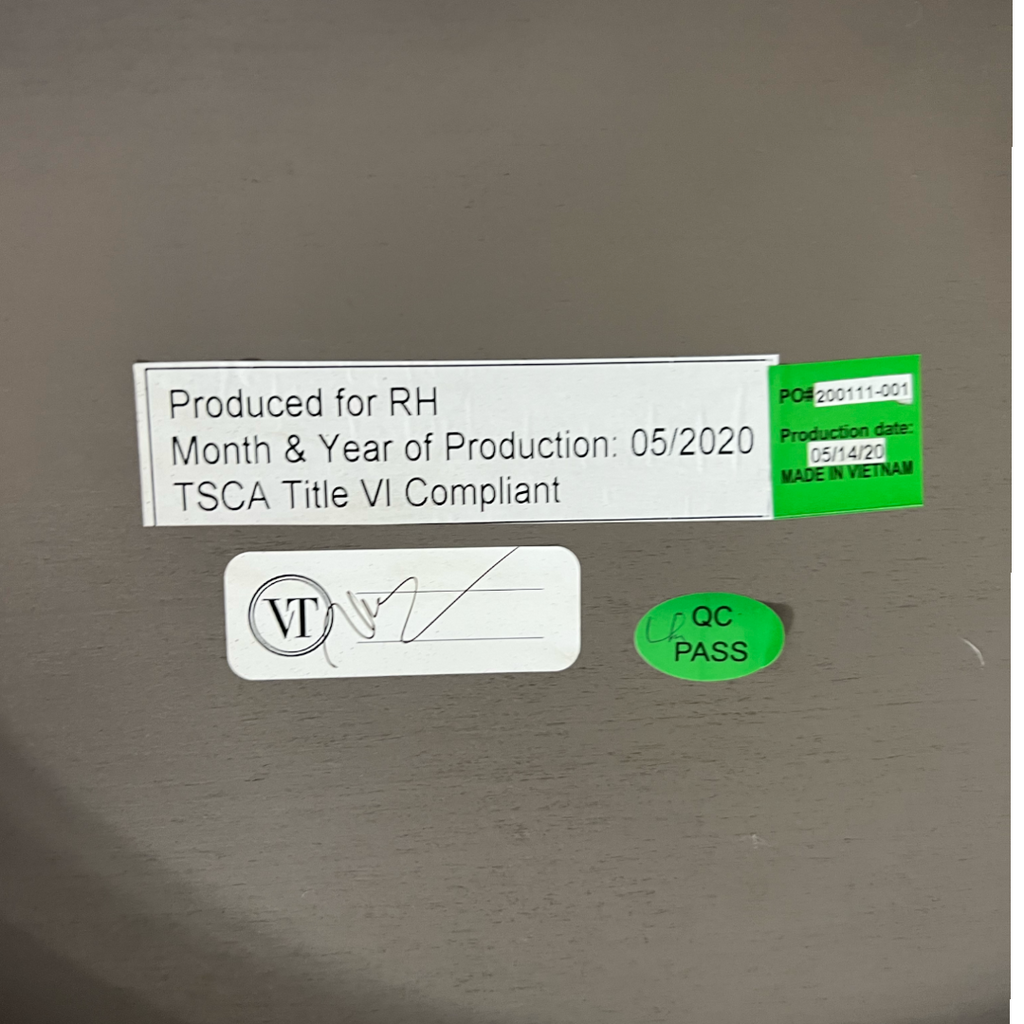 Produced for RH
Month & Year of Production: 05/2020
TSCA Title VI Compliant
PO# 200111-001
Production date:
05/14/20
MADE IN VIETNAM
VT
QC
PASS